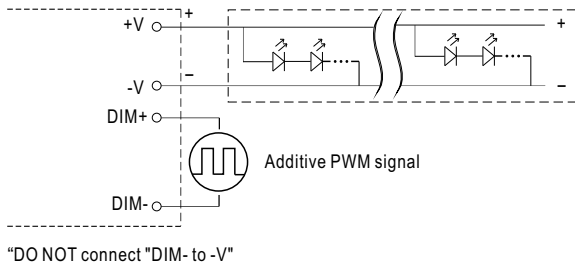 +V
+
+
-V
–
–
DIM+
Additive PWM signal
DIM-
“DO NOT connect "DIM- to -V"